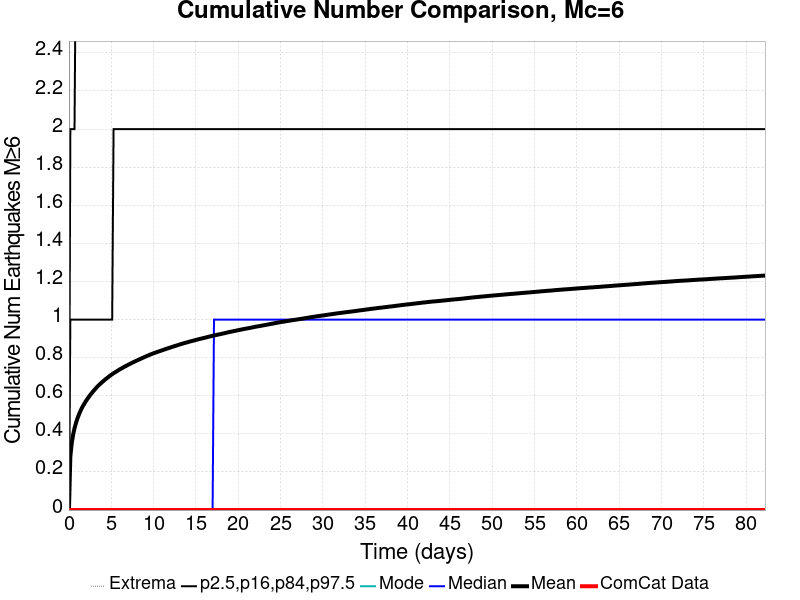 Cumulative Number Comparison, Mc=6
Cumulative Num Earthquakes M≥6
2.4
2.2
2
1.8
1.6
1.4
1.2
1
0.8
0.6
0.4
0.2
0
0 5 10 15 20 25 30 35 40 45 50 55 60 65 70 75 80
Time (days)
Extrema p2.5,p16,p84,p97.5 Mode Median Mean ComCat Data